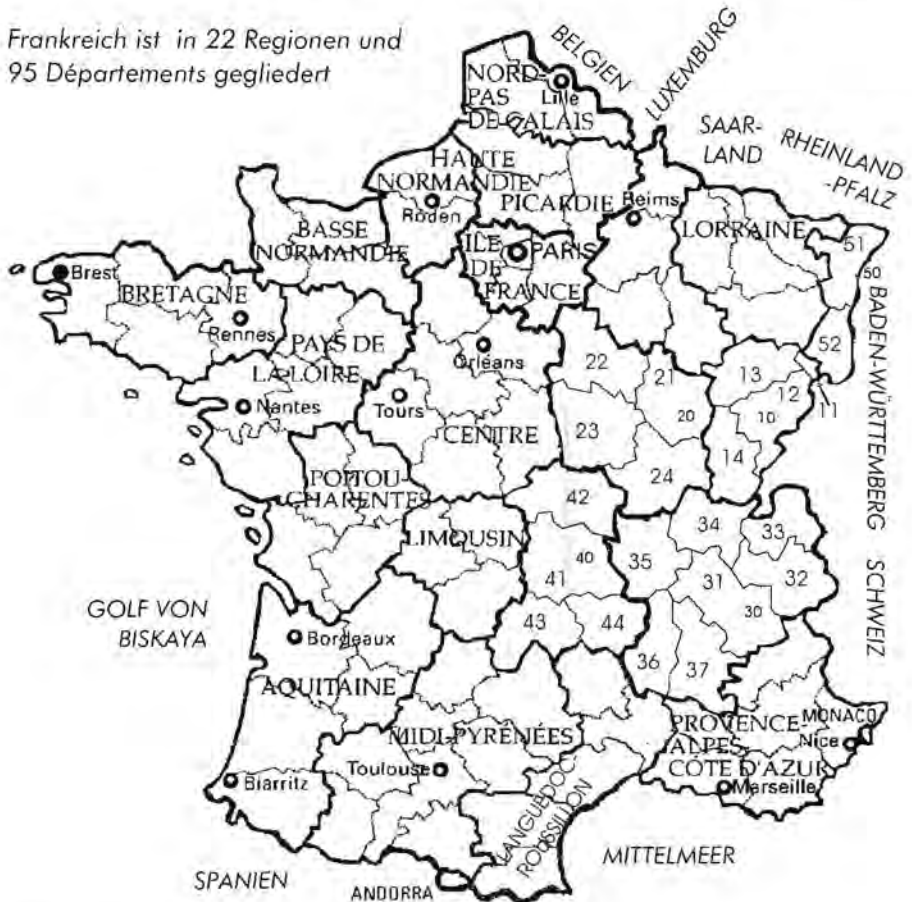 Frankreich ist in 22 Regionen und
95 Départements gegliedert
BELGIEN
LUXEMBURG
SAAR-
LAND
RHEINLAND
-PFALZ
NORD-
PAS
DE-CALAIS
Lille
HAUTE
NORMANDIE
Roden
PICARDIE
Reims
LORRAINE
51
50
52
BADEN-WÜRTTEMBERG
SCHWEIZ
BASSE
NORMANDIE
ILE
DE
FRANCE
PARIS
Brest
BRETAGNE
Rennes
PAYS DE
LA-LOIRE
Nantes
Orléans
Tours
CENTRE
22
21
20
23
24
13
12
11
10
14
POITOU-
CHARENTES
LIMOUSIN
42
40
41
43
44
34
33
35
31
32
30
36
37
GOLF VON
BISKAYA
Bordeaux
AQUITAINE
MIDI-PYRÉNÉES
Toulouse
Biarritz
LANGUEDOC
ROUSSILLON
PROVENCE-
ALPES-
CÔTE D'AZUR
MONACO
Nice
Marseille
MITTELMEER
SPANIEN
ANDORRA